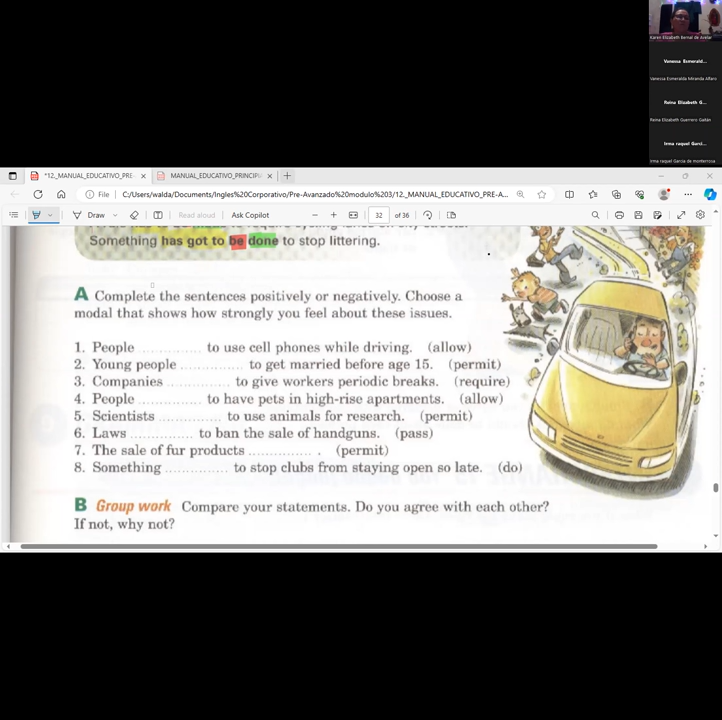 Karen Elizabeth Bernal de Avelar
Vanessa Esmerald...
Vanessa Esmeralda Miranda Alfaro
Reina Elizabeth G...
Reina Elizabeth Guerrero Gaitán
Irma raquel Garci...
Irma raquel Garcia de monterrosa
*12._MANUAL_EDUCATIVO_PRE-
MANUAL_EDUCATIVO_PRINCIPI
File
C:/Users/walda/Documents/Ingles%20Corporativo/Pre-Avanzado%20modulo%203/12._MANUAL_EDUCATIVO_PRE-A...
Draw
Read aloud
Ask Copilot
32
of 36
Something has got to be done to stop littering.
A Complete the sentences positively or negatively. Choose a
modal that shows how strongly you feel about these issues.
1. People ............. to use cell phones while driving. (allow)
2. Young people ............. to get married before age 15. (permit)
3. Companies ............. to give workers periodic breaks. (require)
4. People ............. to have pets in high-rise apartments. (allow)
5. Scientists ............. to use animals for research. (permit)
6. Laws ............. to ban the sale of handguns. (pass)
7. The sale of fur products ............. . (permit)
8. Something ............. to stop clubs from staying open so late. (do)
B Group work Compare your statements. Do you agree with each other?
If not, why not?